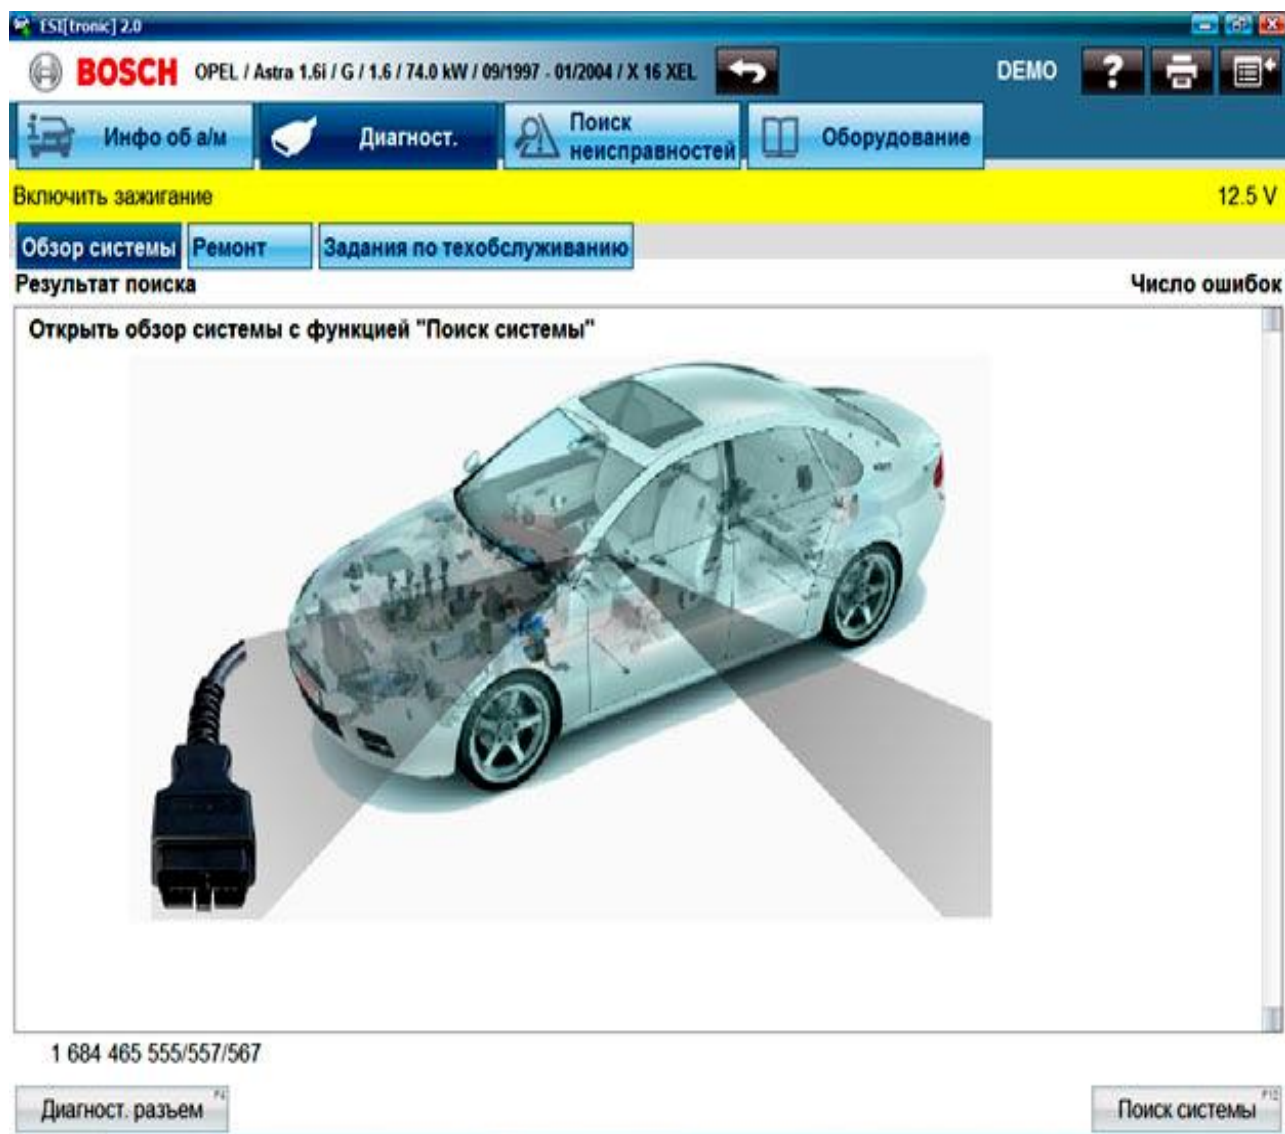 ESI[tronic] 2.0
BOSCH OPEL / Astra 1.6i / G / 1.6 / 74.0 kW / 09/1997 - 01/2004 / X 16 XEL DEMO ?
Инфо об а/м Диагност. Поиск неисправностей Оборудование
Включить зажигание 12.5 V
Обзор системы Ремонт Задания по техобслуживанию
Результат поиска Число ошибок
Открыть обзор системы с функцией "Поиск системы"
1 684 465 555/557/567
Диагност. разъем Поиск системы F12